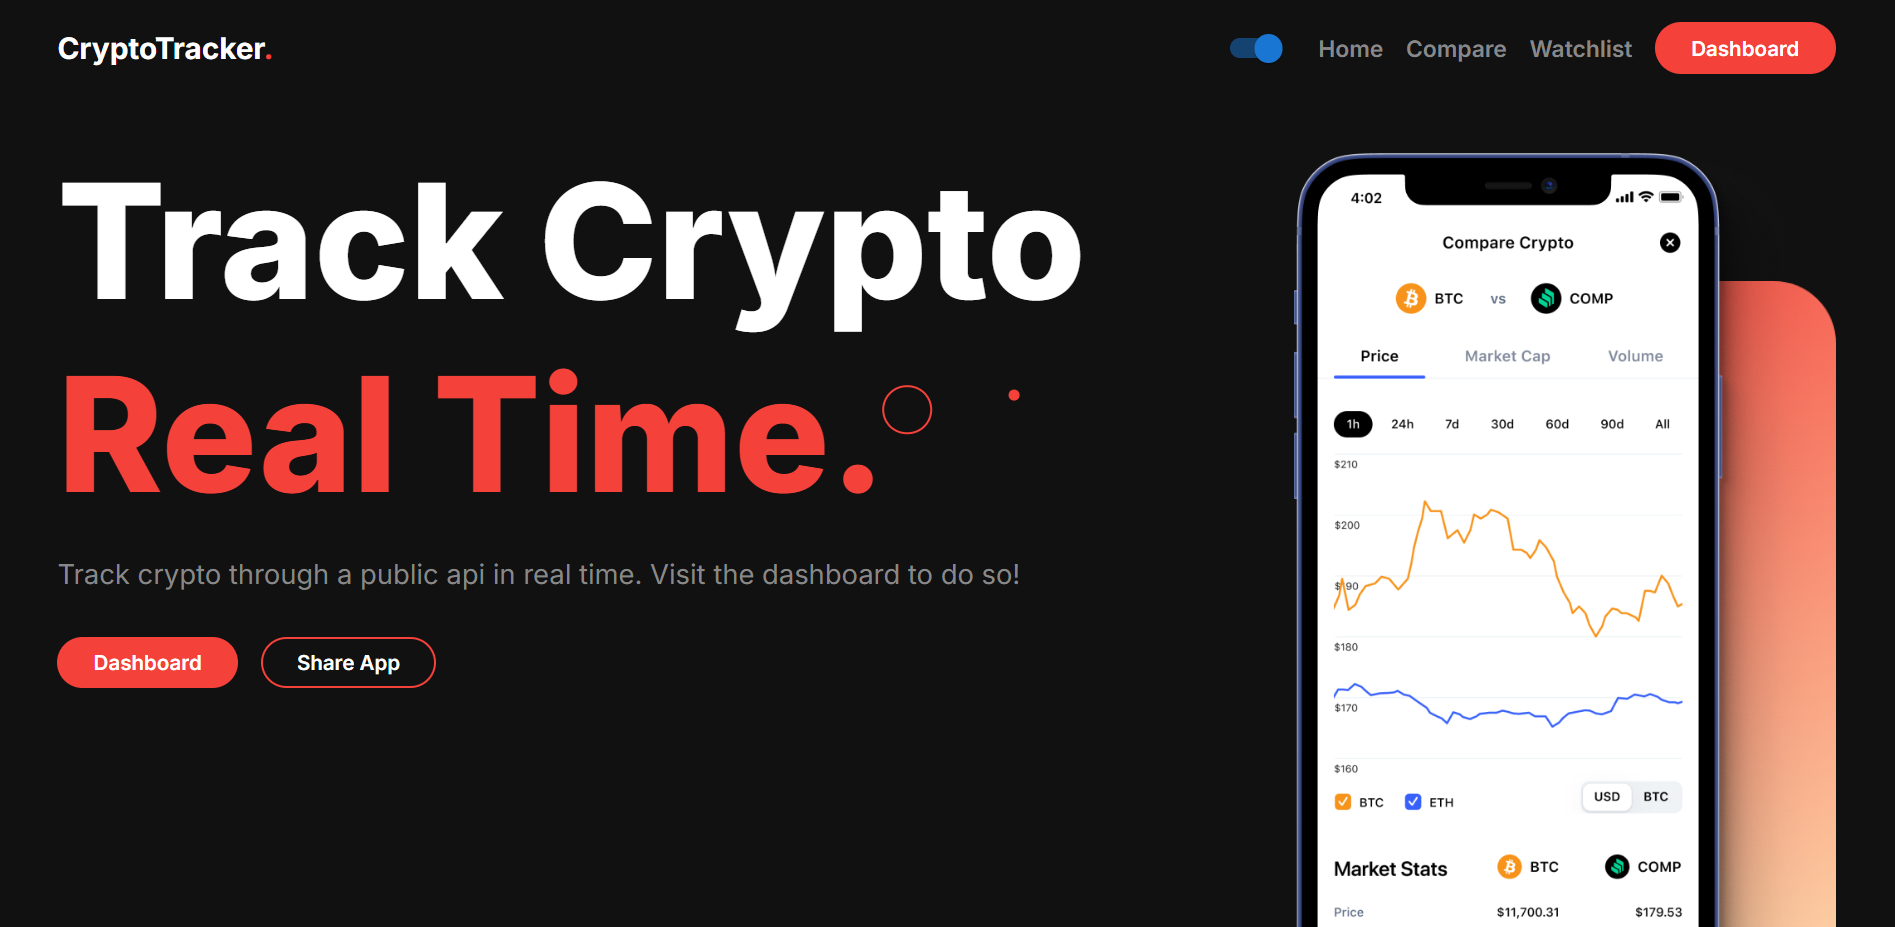 CryptoTracker.
Home Compare Watchlist Dashboard
Track Crypto
Real Time.
Track crypto through a public api in real time. Visit the dashboard to do so!
Dashboard Share App
4:02
Compare Crypto
BTC vs COMP
Price Market Cap Volume
1h 24h 7d 30d 60d 90d All
$210
$200
$190
$180
$170
$160
BTC ETH USD BTC
Market Stats BTC COMP
Price $11,700.31 $179.53